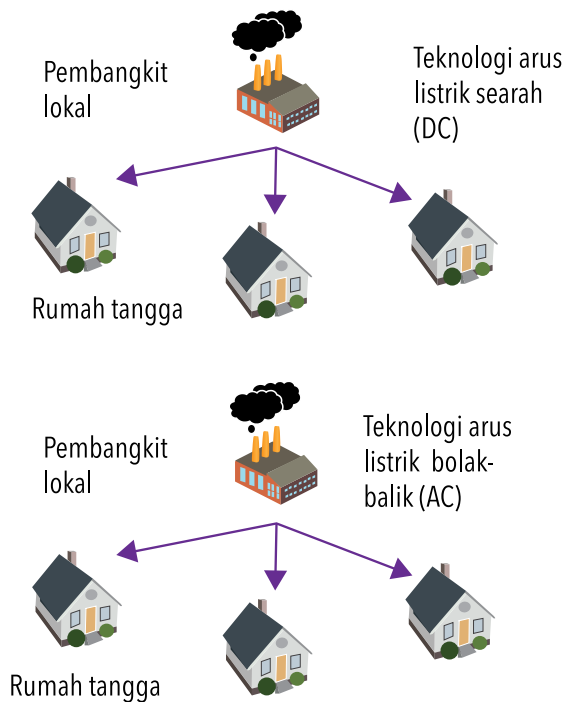 Pembangkit
lokal
Teknologi arus
listrik searah
(DC)
Rumah tangga
Pembangkit
lokal
Teknologi arus
listrik bolak-
balik (AC)
Rumah tangga